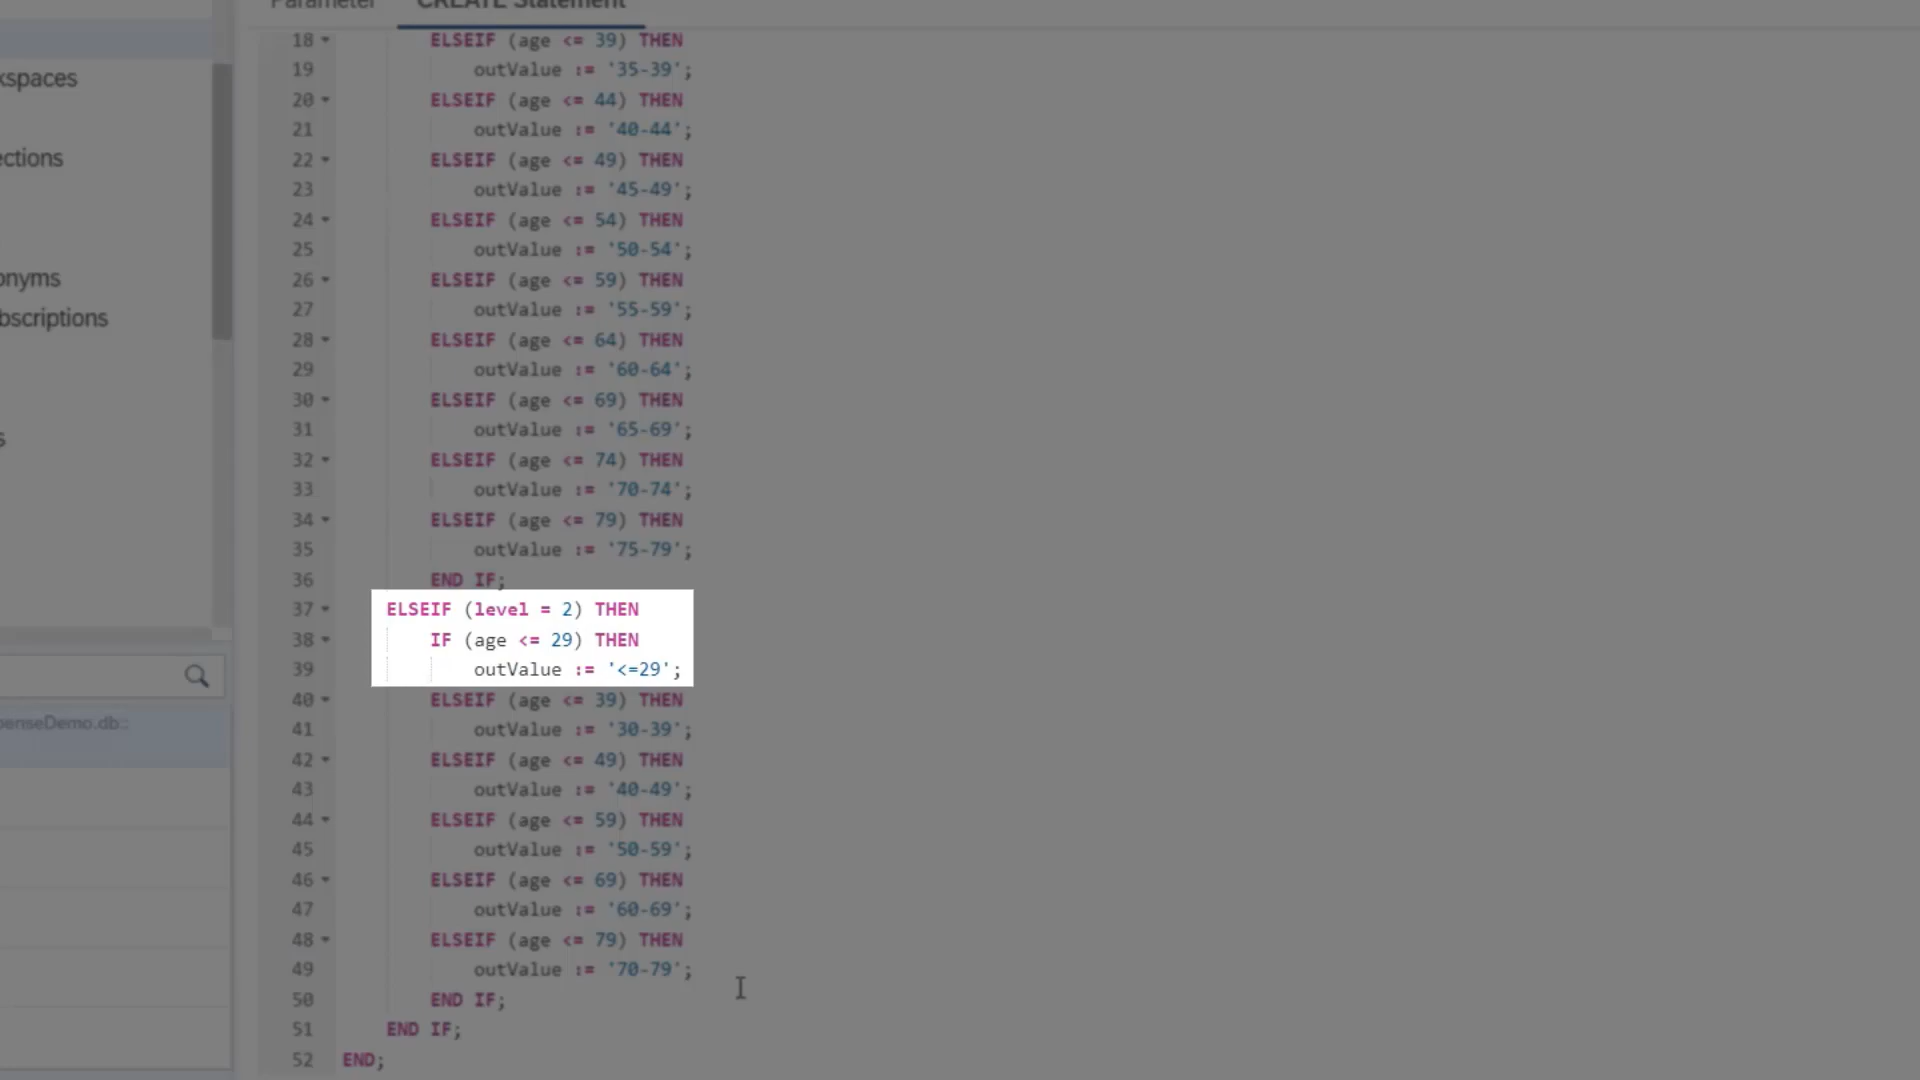 Parameter
CREATE Statement
kspaces
ections
onyms
bscriptions
s
penseDemo.db::
18 ELSEIF (age <= 39) THEN
19 outValue := '35-39';
20 ELSEIF (age <= 44) THEN
21 outValue := '40-44';
22 ELSEIF (age <= 49) THEN
23 outValue := '45-49';
24 ELSEIF (age <= 54) THEN
25 outValue := '50-54';
26 ELSEIF (age <= 59) THEN
27 outValue := '55-59';
28 ELSEIF (age <= 64) THEN
29 outValue := '60-64';
30 ELSEIF (age <= 69) THEN
31 outValue := '65-69';
32 ELSEIF (age <= 74) THEN
33 outValue := '70-74';
34 ELSEIF (age <= 79) THEN
35 outValue := '75-79';
36 END IF;
37 ELSEIF (level = 2) THEN
38 IF (age <= 29) THEN
39 outValue := '<=29';
40 ELSEIF (age <= 39) THEN
41 outValue := '30-39';
42 ELSEIF (age <= 49) THEN
43 outValue := '40-49';
44 ELSEIF (age <= 59) THEN
45 outValue := '50-59';
46 ELSEIF (age <= 69) THEN
47 outValue := '60-69';
48 ELSEIF (age <= 79) THEN
49 outValue := '70-79';
50 END IF;
51 END IF;
52 END;